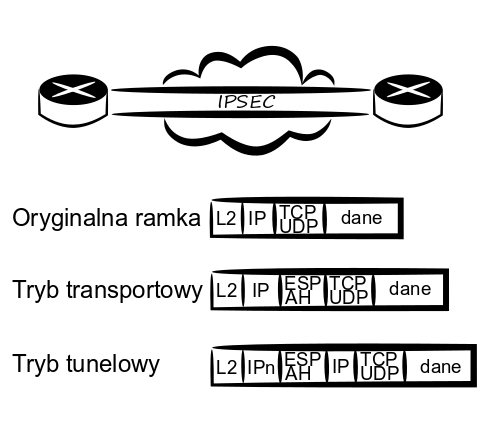 IPSEC
Oryginalna ramka L2 IP TCP UDP dane
Tryb transportowy L2 IP ESP AH TCP UDP dane
Tryb tunelowy L2 IPn ESP AH IP TCP UDP dane